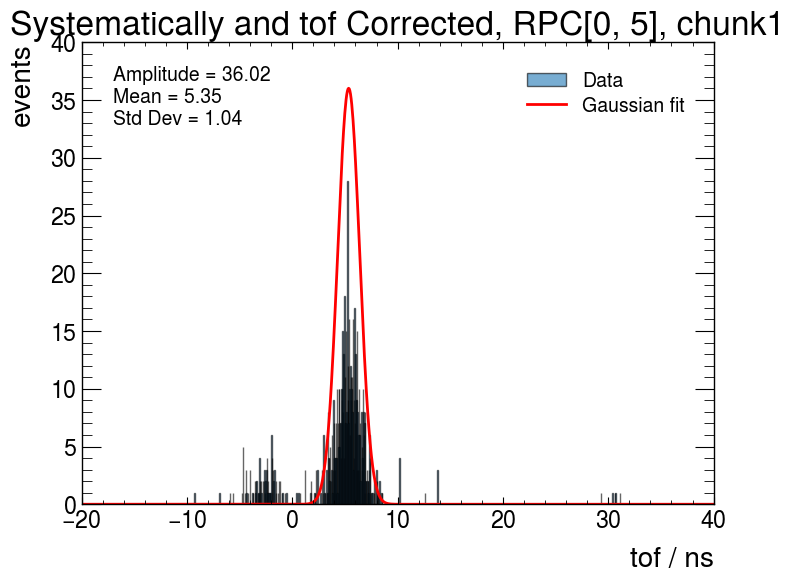 Systematically and tof Corrected, RPC[0, 5], chunk1
events
40
35
30
25
20
15
10
5
0
Amplitude = 36.02
Mean = 5.35
Std Dev = 1.04
Data
Gaussian fit
−20
−10
0
10
20
30
40
tof / ns